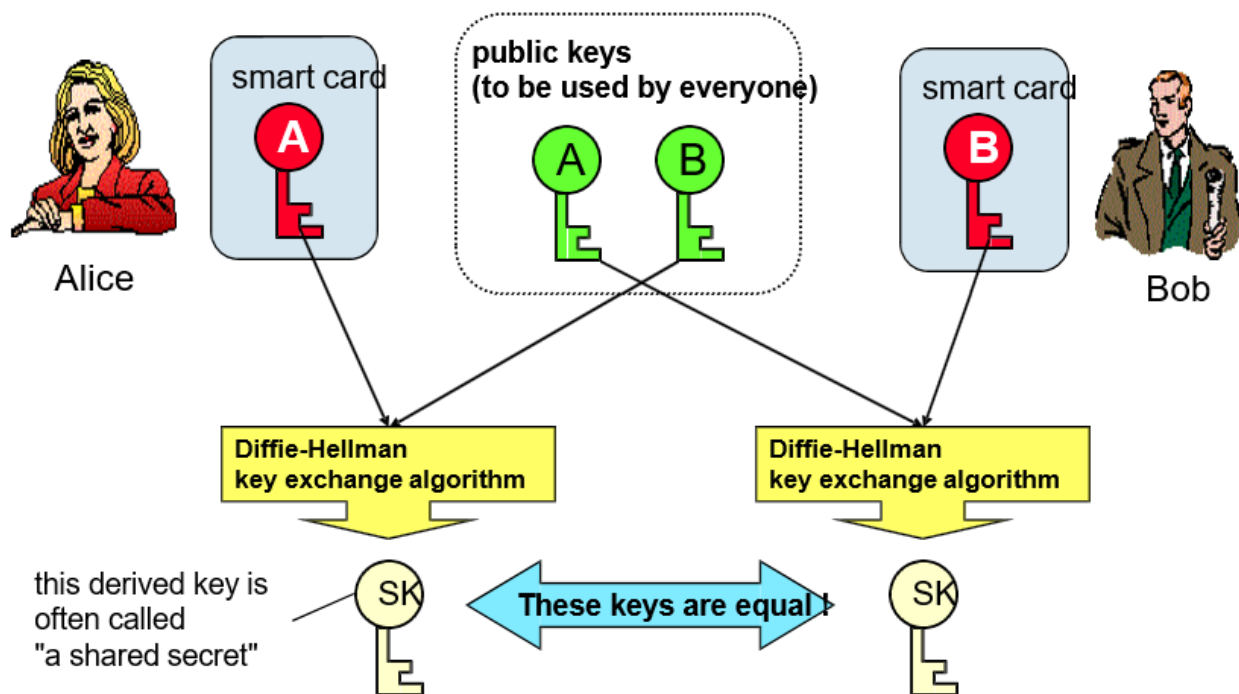 smart card
A
Alice
public keys
(to be used by everyone)
A
B
smart card
B
Bob
Diffie-Hellman
key exchange algorithm
Diffie-Hellman
key exchange algorithm
this derived key is
often called
"a shared secret"
SK
These keys are equal !
SK